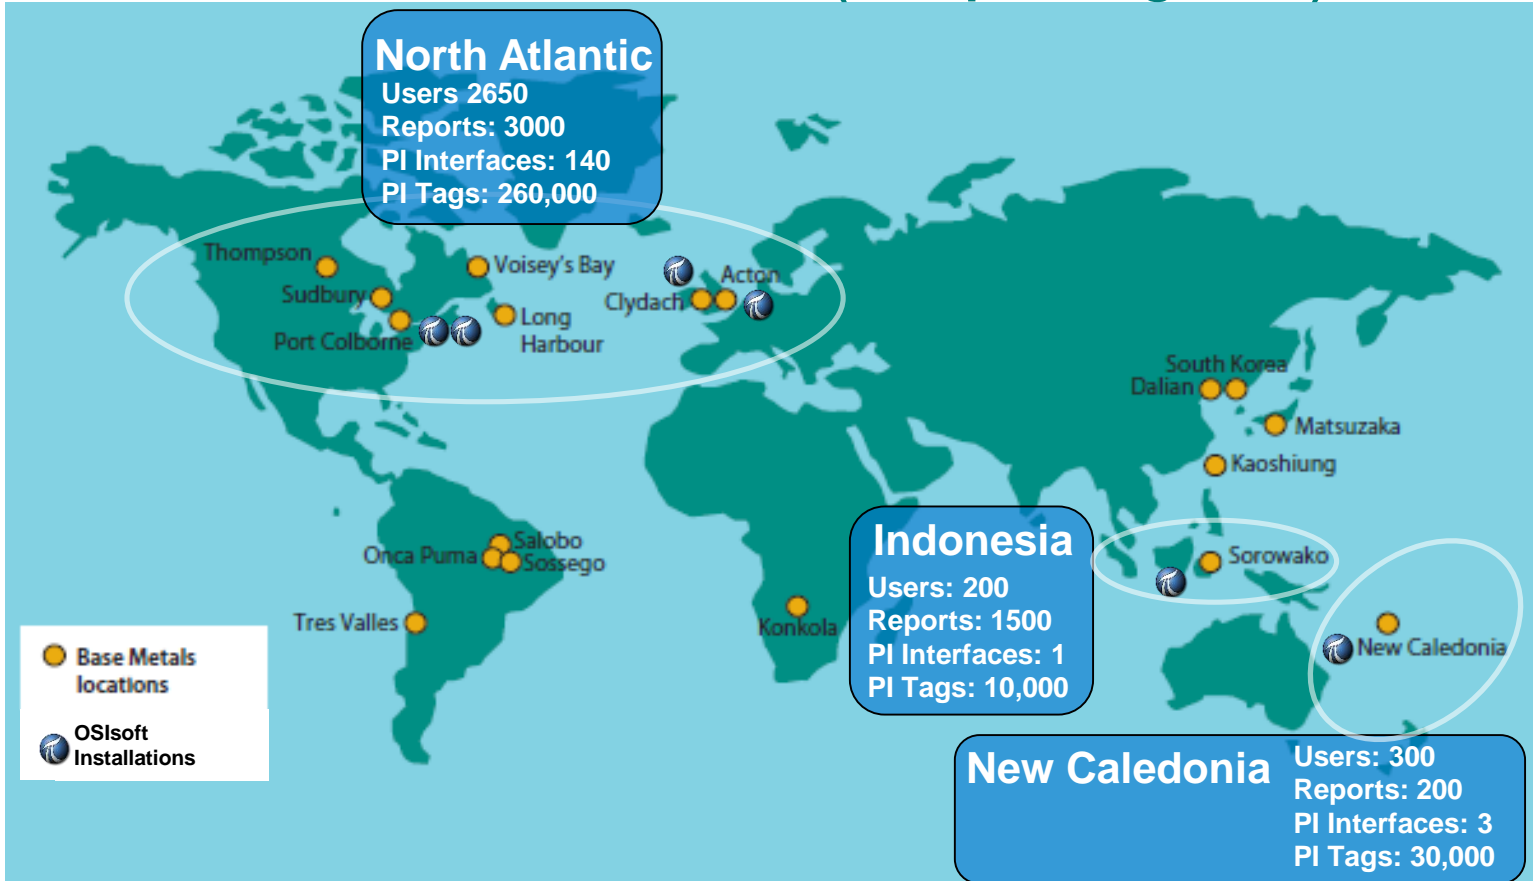 North Atlantic
Users 2650
Reports: 3000
PI Interfaces: 140
PI Tags: 260,000
Thompson
Voisey's Bay
Acton
Sudbury
Clydach
Long
Harbour
Port Colborne
South Korea
Dalian
Matsuzaka
Kaoshiung
Salobo
Onca Puma
Sossego
Indonesia
Users: 200
Reports: 1500
PI Interfaces: 1
PI Tags: 10,000
Sorowako
Tres Valles
Konkola
New Caledonia
Base Metals
locations
OSIsoft
Installations
New Caledonia
Users: 300
Reports: 200
PI Interfaces: 3
PI Tags: 30,000